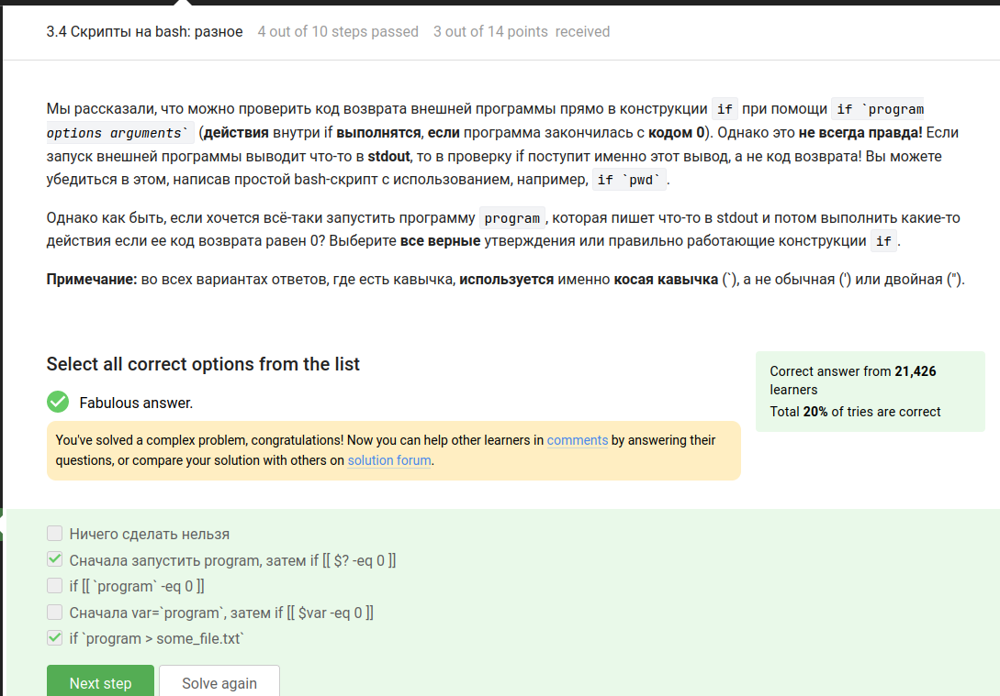 3.4 Скрипты на bash: разное 4 out of 10 steps passed 3 out of 14 points received
Мы рассказали, что можно проверить код возврата внешней программы прямо в конструкции if при помощи if `program
options arguments` (действия внутри if выполнятся, если программа закончилась с кодом 0). Однако это не всегда правда! Если
запуск внешней программы выводит что-то в stdout, то в проверку if поступит именно этот вывод, а не код возврата! Вы можете
убедиться в этом, написав простой bash-скрипт с использованием, например, if `pwd`.
Однако как быть, если хочется всё-таки запустить программу program, которая пишет что-то в stdout и потом выполнить какие-то
действия если ее код возврата равен 0? Выберите все верные утверждения или правильно работающие конструкции if.
Примечание: во всех вариантах ответов, где есть кавычка, используется именно косая кавычка (`), а не обычная (') или двойная (").
Select all correct options from the list
Fabulous answer.
You've solved a complex problem, congratulations! Now you can help other learners in comments by answering their
questions, or compare your solution with others on solution forum.
Correct answer from 21,426
learners
Total 20% of tries are correct
Ничего сделать нельзя
Сначала запустить program, затем if [[ $? -eq 0 ]]
if [[ `program` -eq 0 ]]
Сначала var=`program`, затем if [[ $var -eq 0 ]]
if `program > some_file.txt`
Next step Solve again